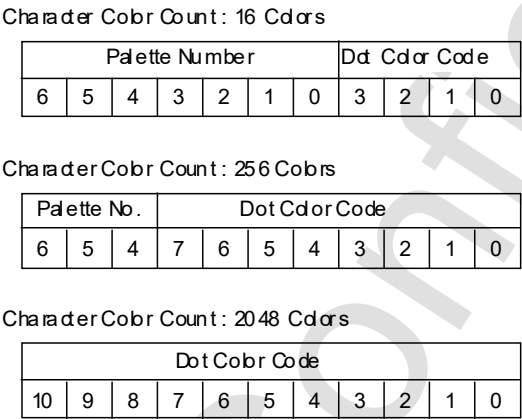 Character Color Count : 16 Colors
Palette Number Dot Color Code
6 5 4 3 2 1 0 3 2 1 0
Character Color Count : 256 Colors
Palette No. Dot Color Code
6 5 4 7 6 5 4 3 2 1 0
Character Color Count : 2048 Colors
Dot Color Code
10 9 8 7 6 5 4 3 2 1 0